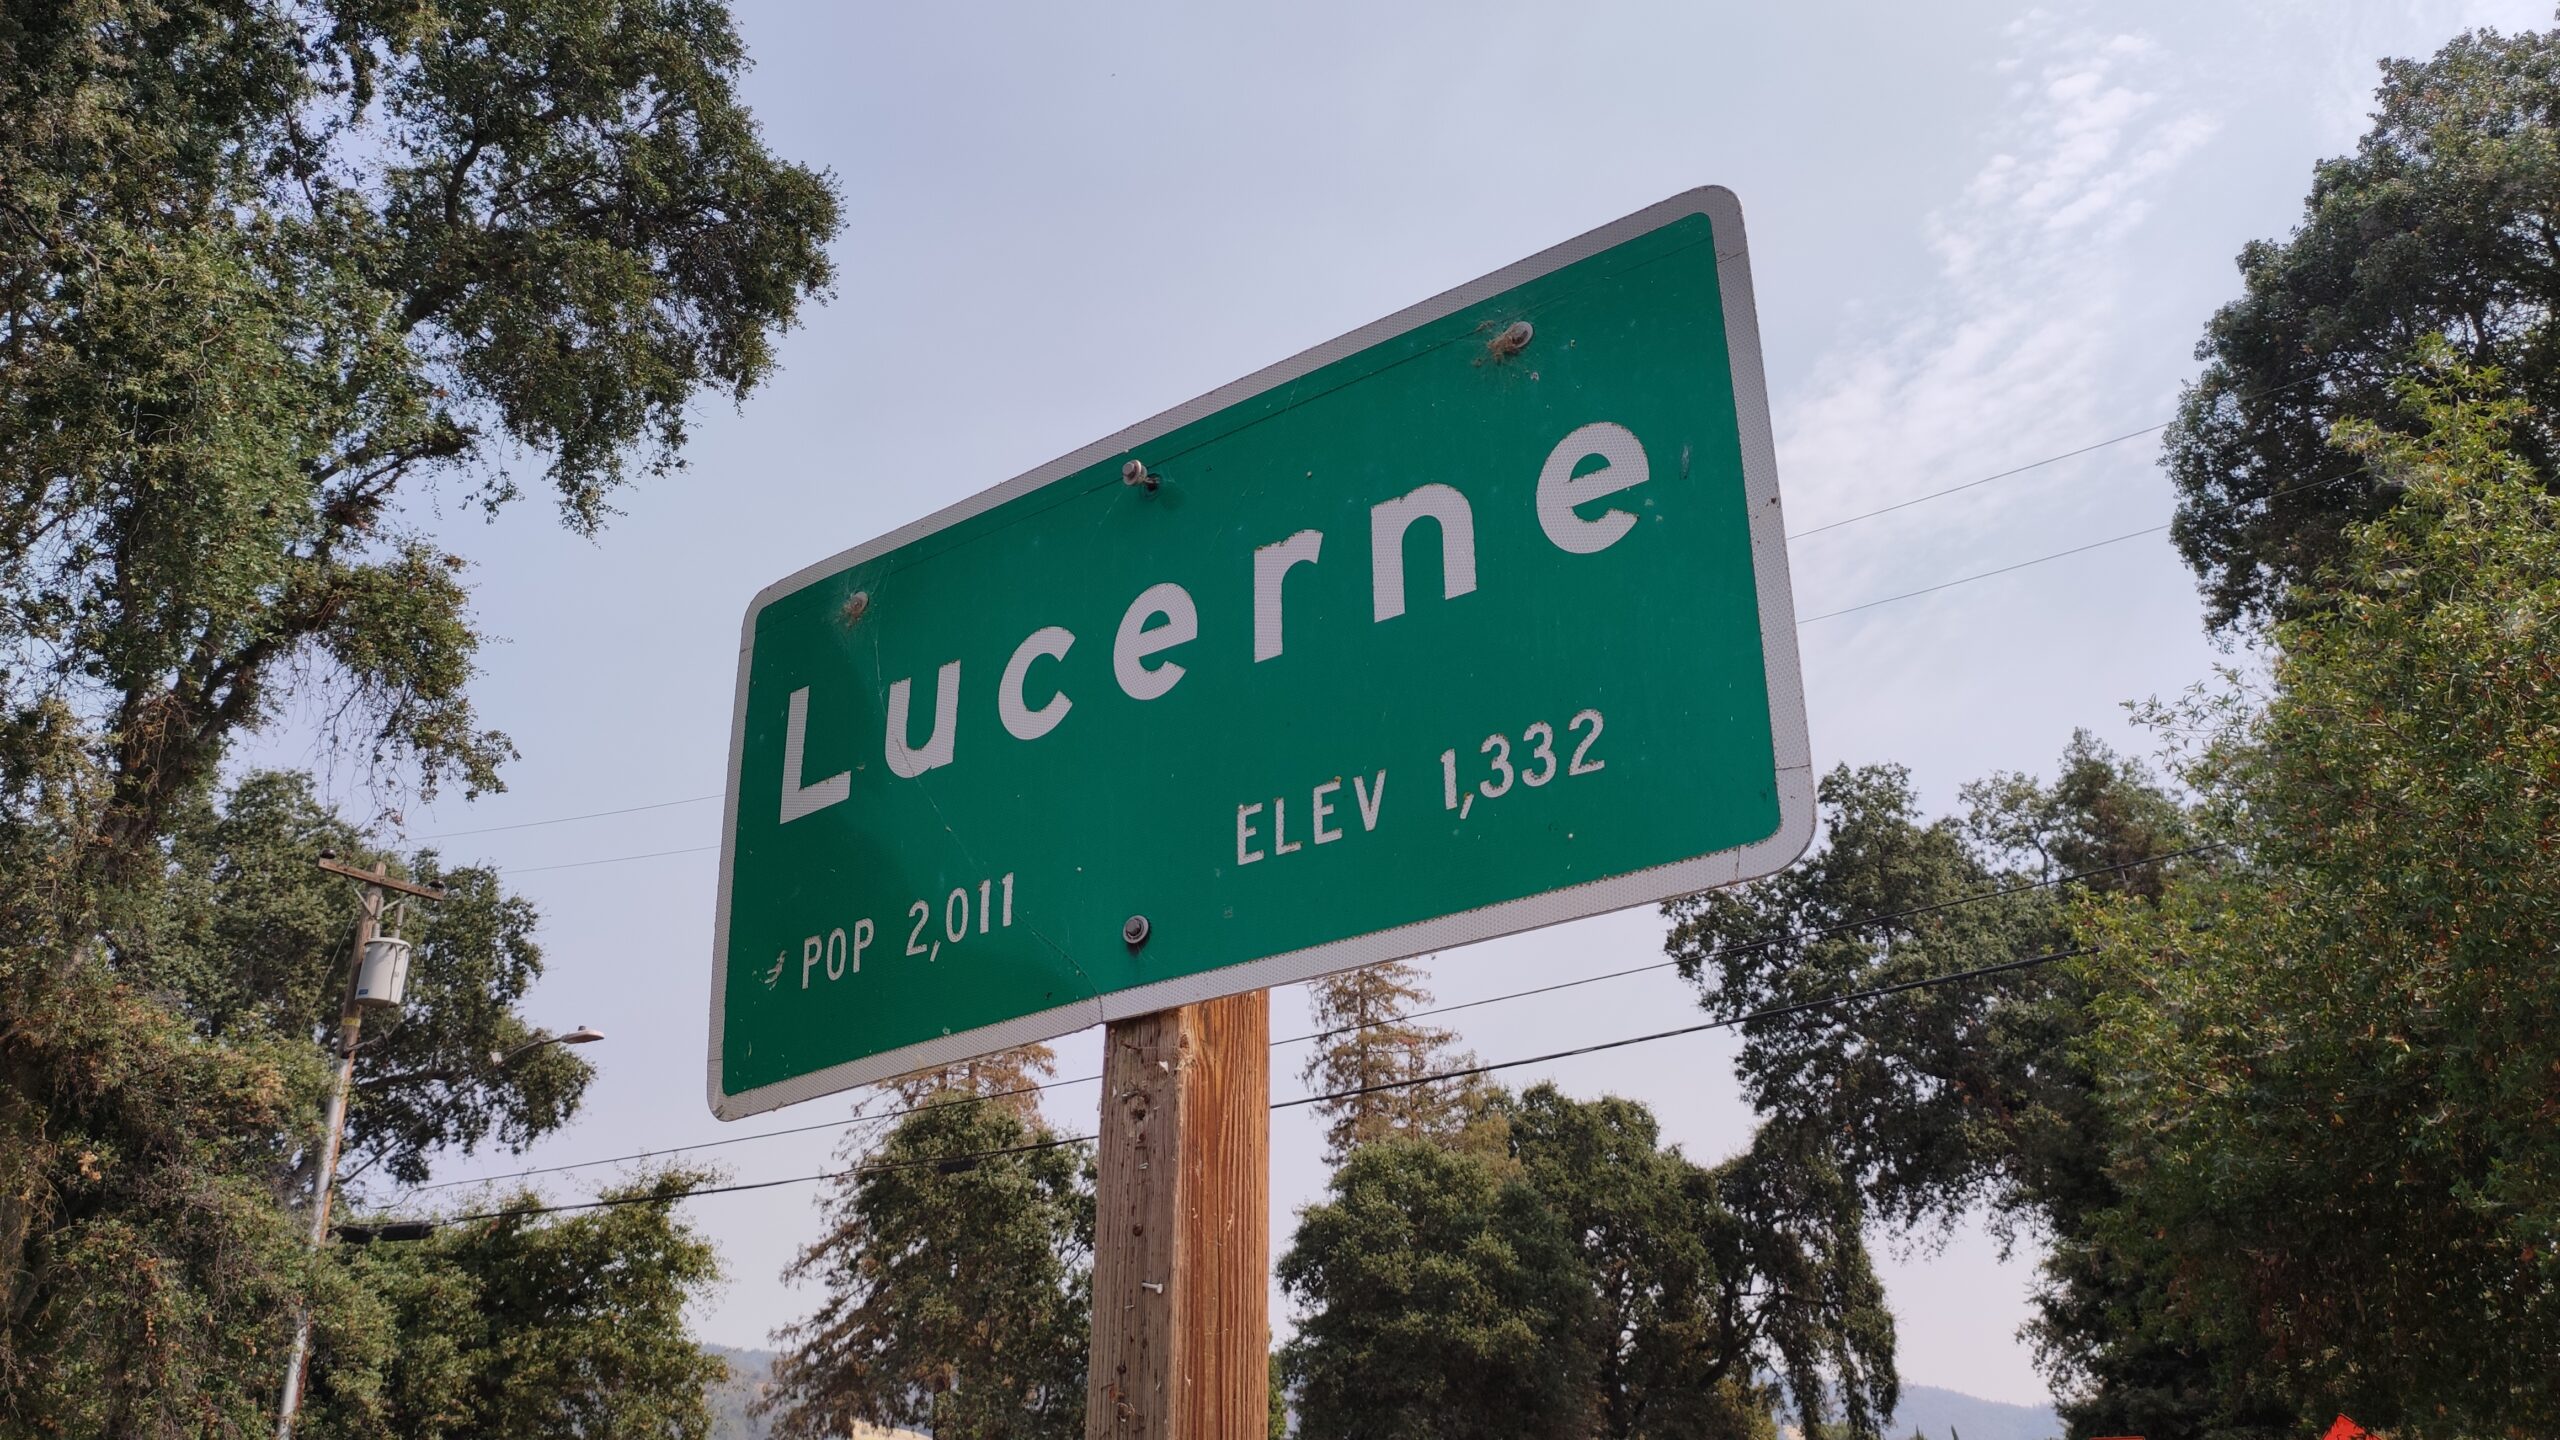 Lucerne
POP 2,011 ELEV 1,332